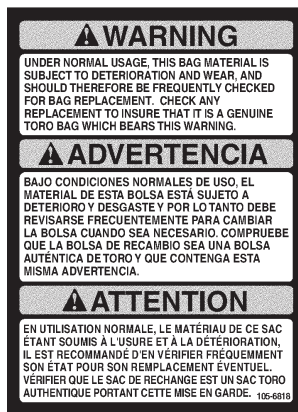 WARNING
UNDER NORMAL USAGE, THIS BAG MATERIAL IS
SUBJECT TO DETERIORATION AND WEAR, AND
SHOULD THEREFORE BE FREQUENTLY CHECKED
FOR BAG REPLACEMENT. CHECK ANY
REPLACEMENT TO INSURE THAT IT IS A GENUINE
TORO BAG WHICH BEARS THIS WARNING.
ADVERTENCIA
BAJO CONDICIONES NORMALES DE USO, EL
MATERIAL DE ESTA BOLSA ESTÁ SUJETO A
DETERIORO Y DESGASTE Y POR LO TANTO DEBE
REVISARSE FRECUENTEMENTE PARA CAMBIAR
LA BOLSA CUANDO SEA NECESARIO. COMPRUEBE
QUE LA BOLSA DE RECAMBIO SEA UNA BOLSA
AUTÉNTICA DE TORO Y QUE CONTENGA ESTA
MISMA ADVERTENCIA.
ATTENTION
EN UTILISATION NORMALE, LE MATÉRIAU DE CE SAC
ÉTANT SOUMIS À L'USURE ET À LA DÉTÉRIORATION,
IL EST RECOMMANDÉ D'EN VÉRIFIER FRÉQUEMMENT
SON ÉTAT POUR SON REMPLACEMENT ÉVENTUEL.
VÉRIFIER QUE LE SAC DE RECHANGE EST UN SAC TORO
AUTHENTIQUE PORTANT CETTE MISE EN GARDE. 105-6818